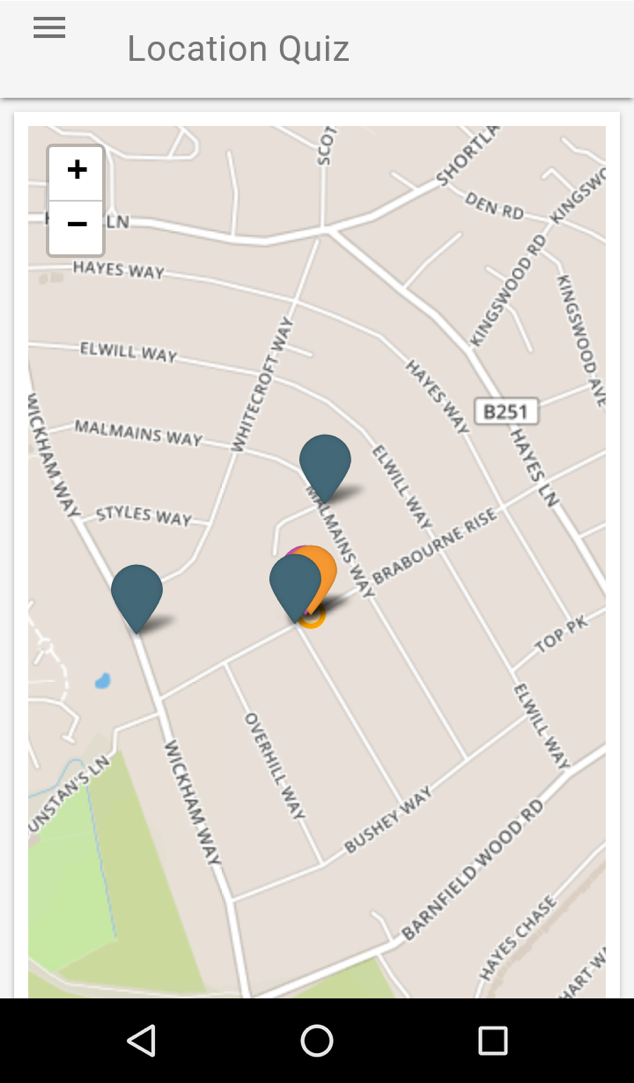 Location Quiz
+
−
SCOT
SHORTLA
DEN RD
KINGSWO
LN
HAYES WAY
KINGSWOOD RD
KINGSWOOD AVE
ELWILL WAY
WHITECROFT WAY
HAYES WAY
B251
WICKHAM WAY
MALMAINS WAY
HAYES LN
ELWILL WAY
MALMAINS WAY
STYLES WAY
BRABOURNE RISE
TOP PK
ELWILL WAY
OVERHILL WAY
WICKHAM WAY
UNSTAN'S LN
BUSHEY WAY
BARNFIELD WOOD RD
HAYES CHASE
HART WA